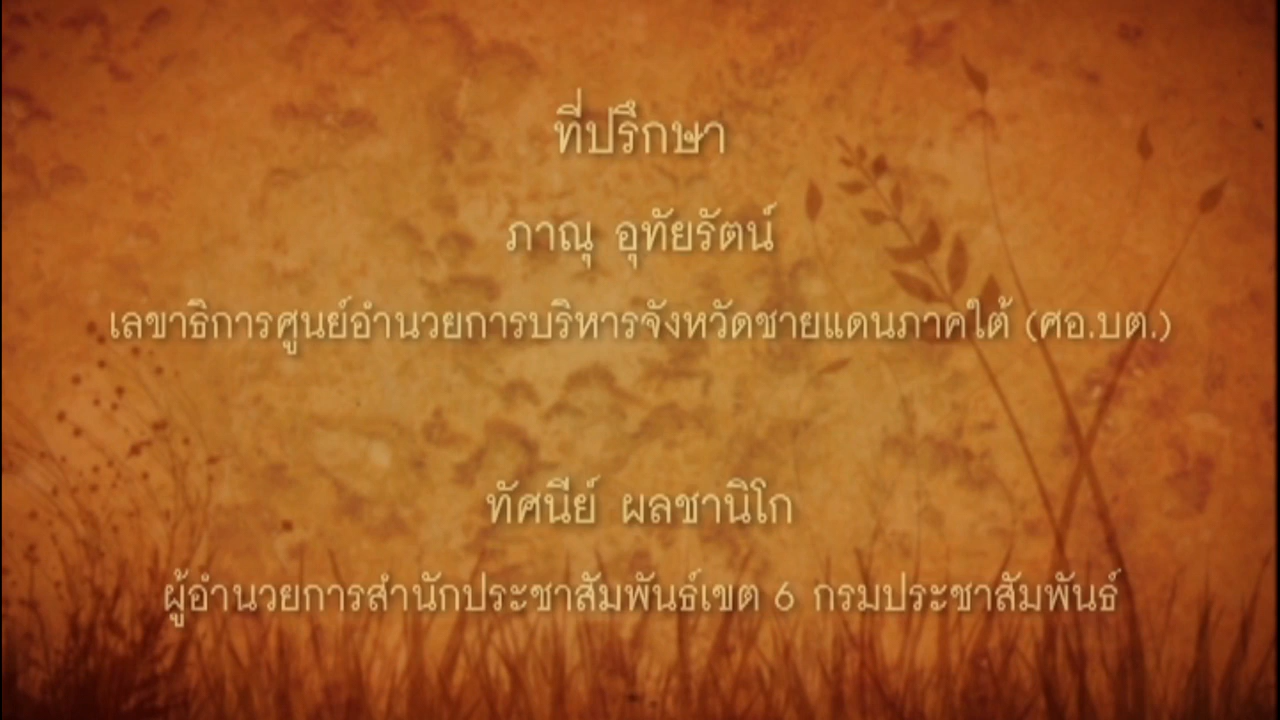 ที่ปรึกษา
ภาณุ อุทัยรัตน์
เลขาธิการศูนย์อำนวยการบริหารจังหวัดชายแดนภาคใต้ (ศอ.บต.)
ทัศนีย์ ผลชานิโก
ผู้อำนวยการสำนักประชาสัมพันธ์เขต 6 กรมประชาสัมพันธ์